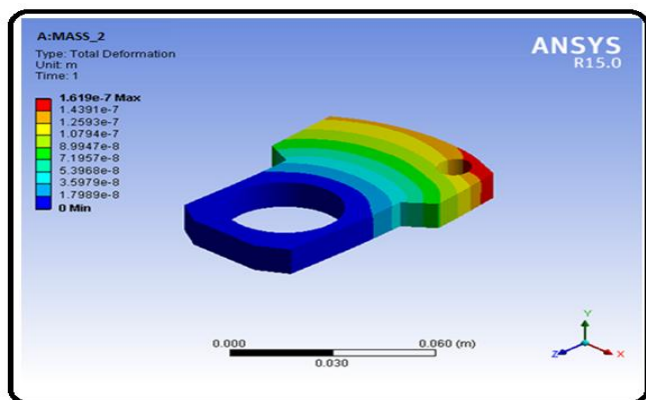 A:MASS_2
Type: Total Deformation
Unit: m
Time: 1
1.619e-7 Max
1.4391e-7
1.2593e-7
1.0794e-7
8.9947e-8
7.1957e-8
5.3968e-8
3.5979e-8
1.7989e-8
0 Min
ANSYS
R15.0
0.000
0.060 (m)
0.030
Y
Z
X